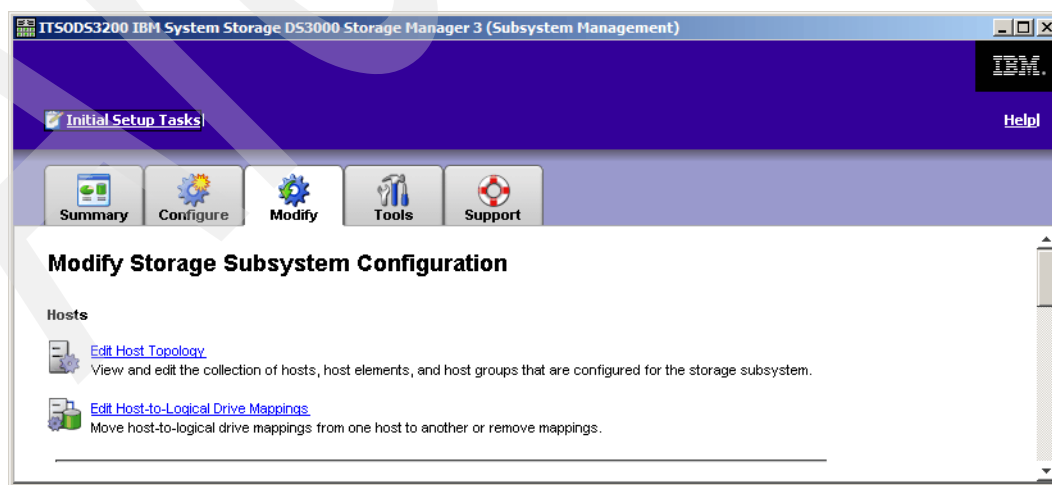 ITSODS3200 IBM System Storage DS3000 Storage Manager 3 (Subsystem Management)
IBM.
Initial Setup Tasks
Help
Summary
Configure
Modify
Tools
Support
Modify Storage Subsystem Configuration
Hosts
Edit Host Topology
View and edit the collection of hosts, host elements, and host groups that are configured for the storage subsystem.
Edit Host-to-Logical Drive Mappings
Move host-to-logical drive mappings from one host to another or remove mappings.